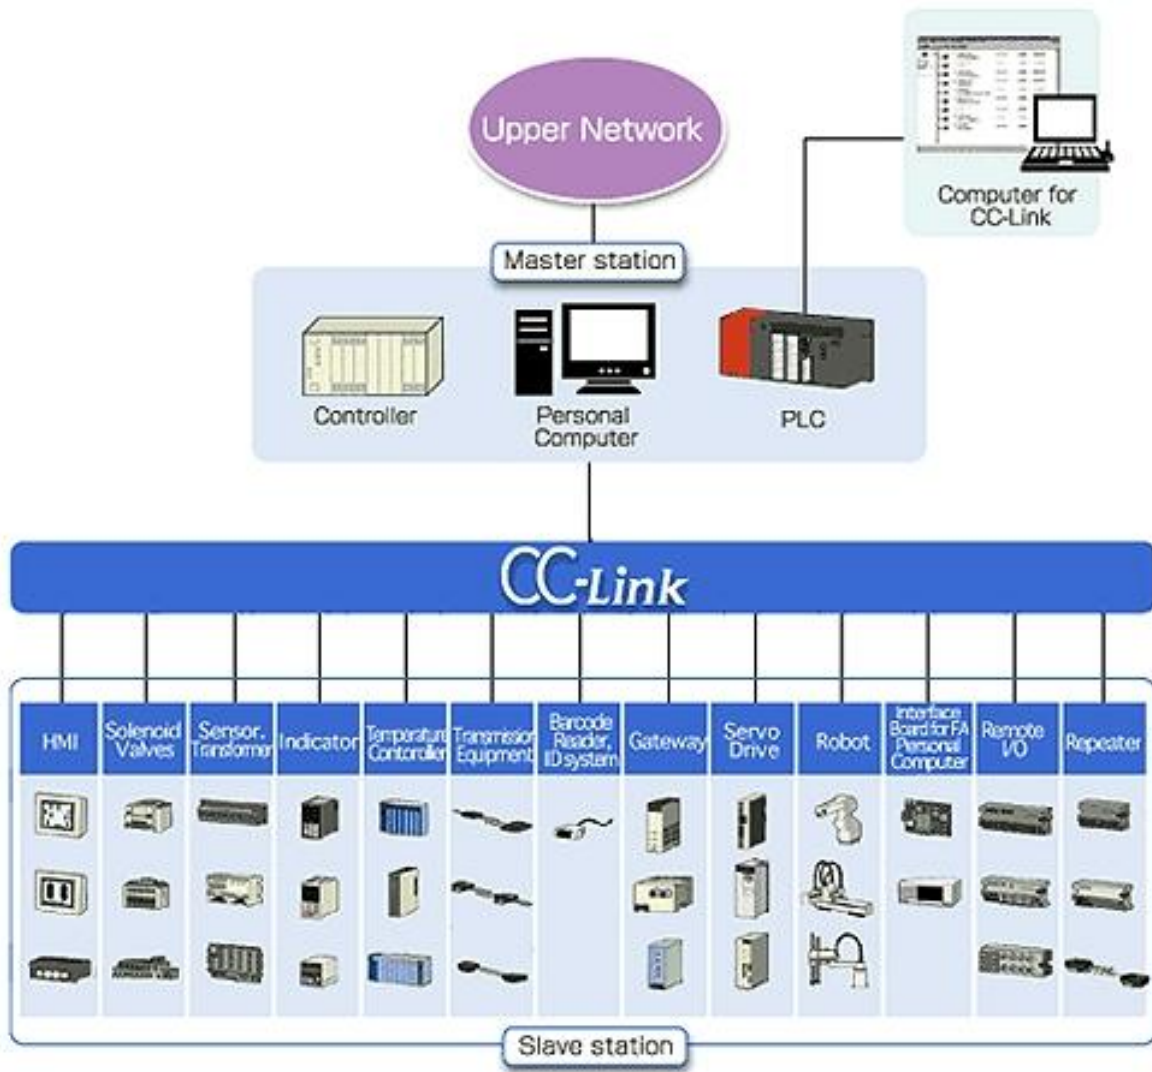 Upper Network
Computer for
CC-Link
Master station
Controller
Personal
Computer
PLC
CC-Link
HMI
Solenoid
Valves
Sensor.
Transformer
Indicator
Temperature
Contoroller
Transmission
Equipment
Barcode
Reader,
ID system
Gateway
Servo
Drive
Robot
Interface
Board for FA
Personal
Computer
Remote
I/O
Repeater
Slave station